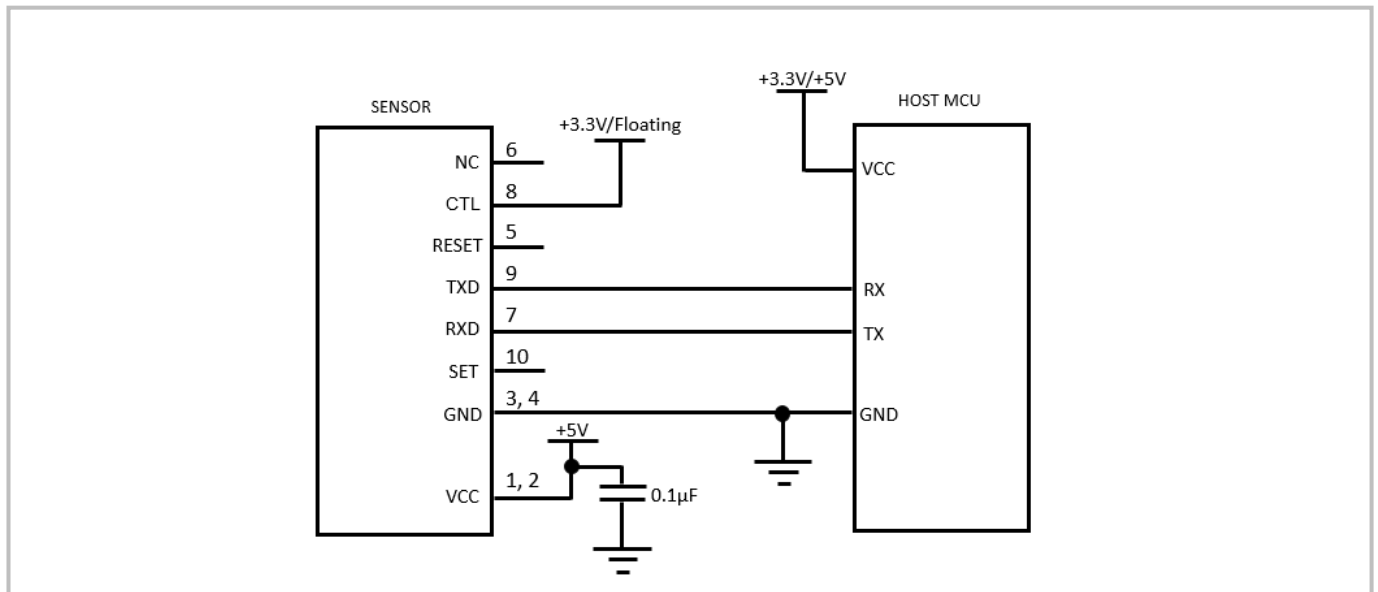 +3.3V/+5V
SENSOR
HOST MCU
+3.3V/Floating
NC 6
CTL 8
VCC
RESET 5
TXD 9
RX
RXD 7
TX
SET 10
GND 3, 4
GND
+5V
VCC 1, 2
0.1µF